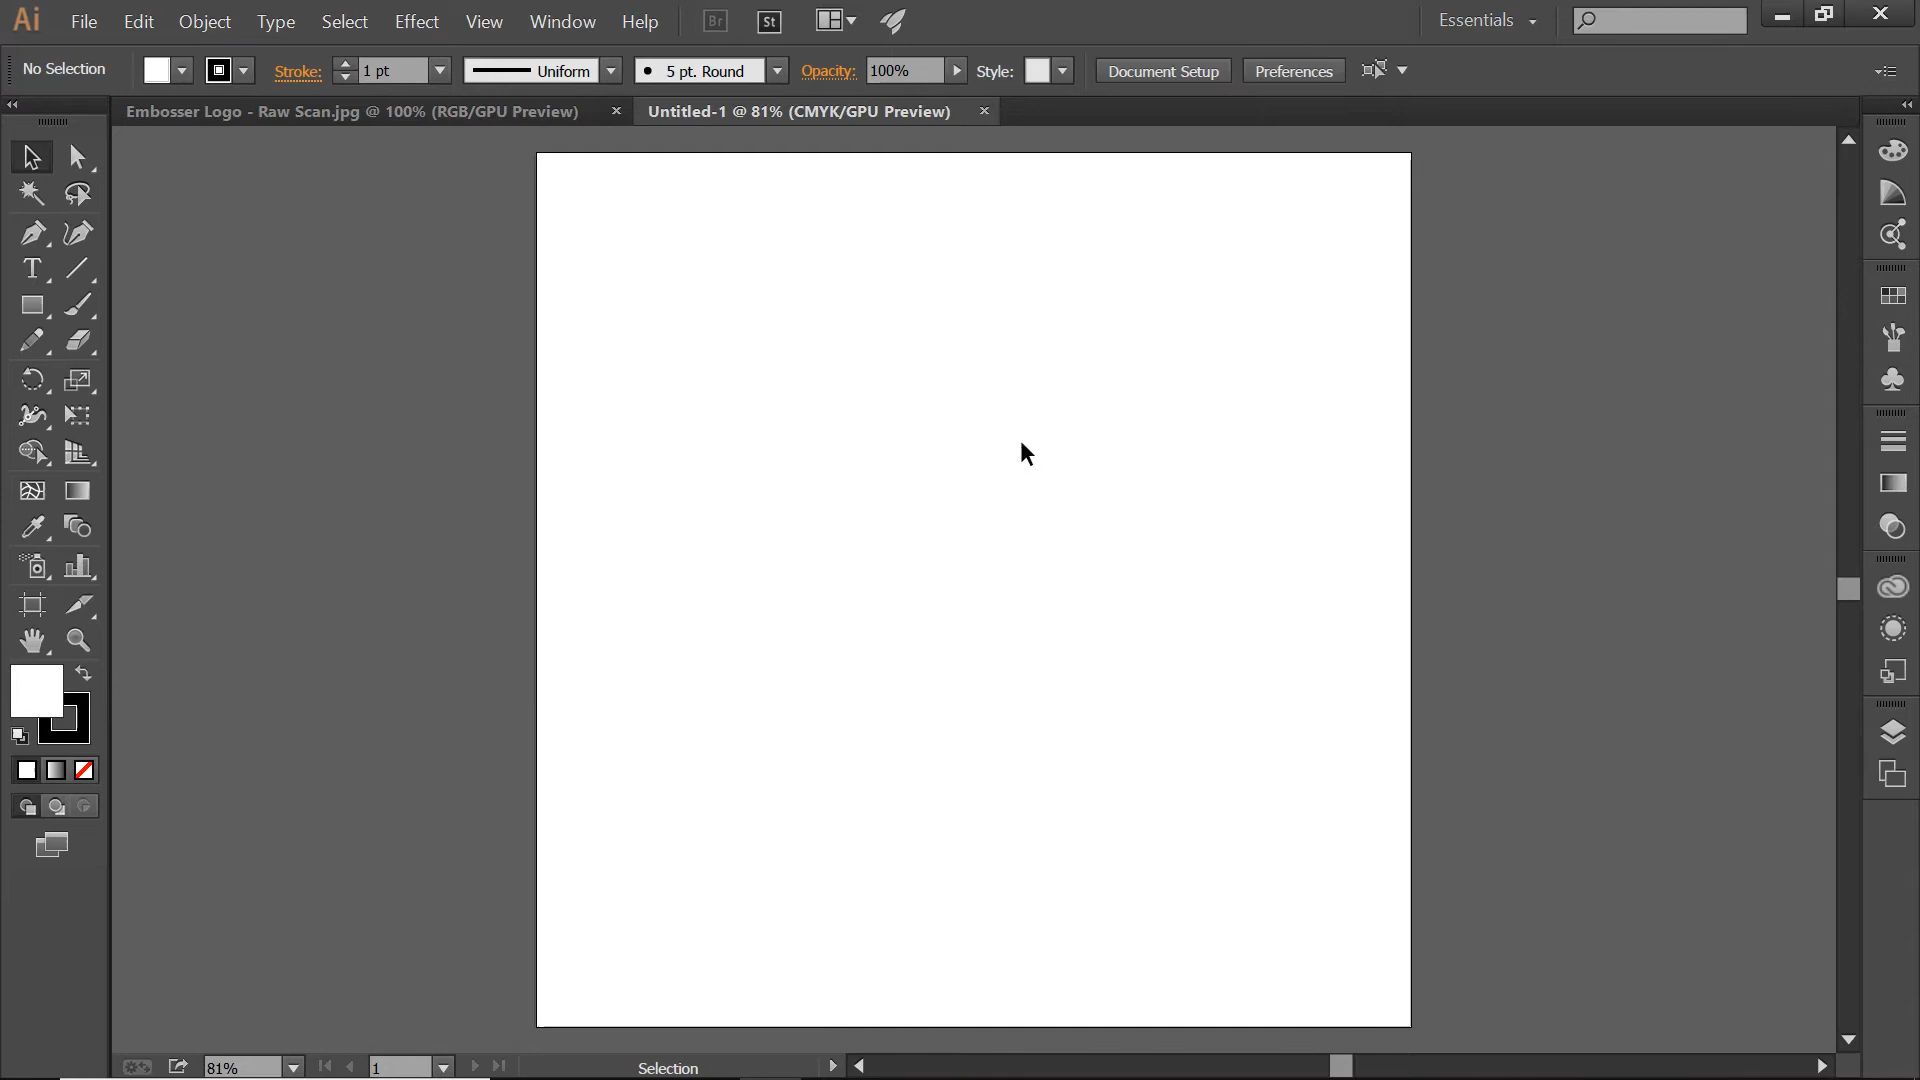 Ai File Edit Object Type Select Effect View Window Help Br St Essentials
No Selection Stroke: 1 pt Uniform 5 pt. Round Opacity: 100% Style: Document Setup Preferences
Embosser Logo - Raw Scan.jpg @ 100% (RGB/GPU Preview) Untitled-1 @ 81% (CMYK/GPU Preview)
81% 1 Selection